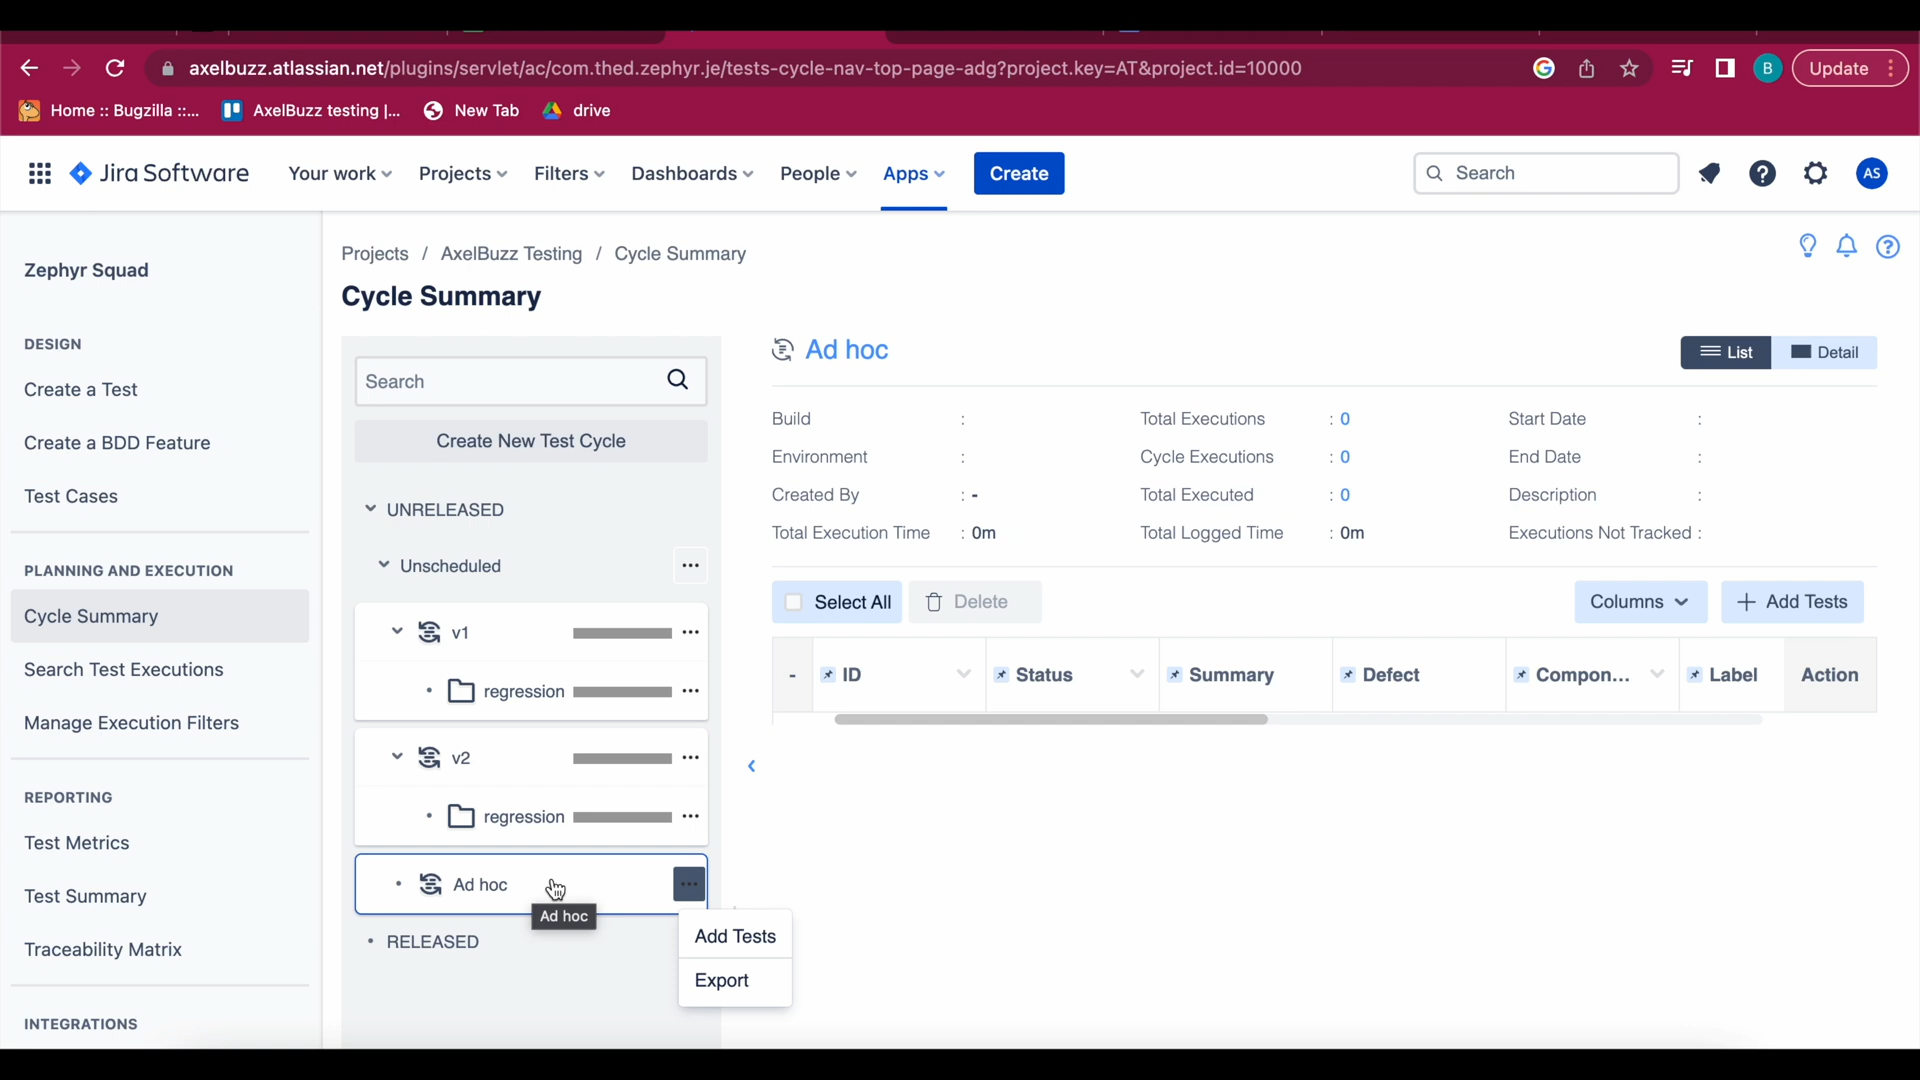 axelbuzz.atlassian.net/plugins/servlet/ac/com.thed.zephyr.je/tests-cycle-nav-top-page-adg?project.key=AT&project.id=10000
B
Update
Home :: Bugzilla ::...
AxelBuzz testing |...
New Tab
drive
Jira Software
Your work
Projects
Filters
Dashboards
People
Apps
Create
Search
AS
Zephyr Squad
DESIGN
Create a Test
Create a BDD Feature
Test Cases
PLANNING AND EXECUTION
Cycle Summary
Search Test Executions
Manage Execution Filters
REPORTING
Test Metrics
Test Summary
Traceability Matrix
INTEGRATIONS
Projects / AxelBuzz Testing / Cycle Summary
Cycle Summary
Search
Create New Test Cycle
UNRELEASED
Unscheduled
v1
regression
v2
regression
Ad hoc
Ad hoc
RELEASED
Add Tests
Export
Ad hoc
List
Detail
Build : Total Executions : 0 Start Date :
Environment : Cycle Executions : 0 End Date :
Created By : - Total Executed : 0 Description :
Total Execution Time : 0m Total Logged Time : 0m Executions Not Tracked :
Select All
Delete
Columns
+ Add Tests
- ID Status Summary Defect Compon... Label Action